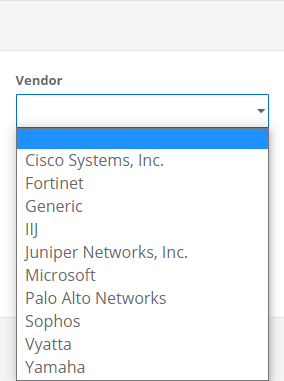 Vendor
Cisco Systems, Inc.
Fortinet
Generic
IIJ
Juniper Networks, Inc.
Microsoft
Palo Alto Networks
Sophos
Vyatta
Yamaha